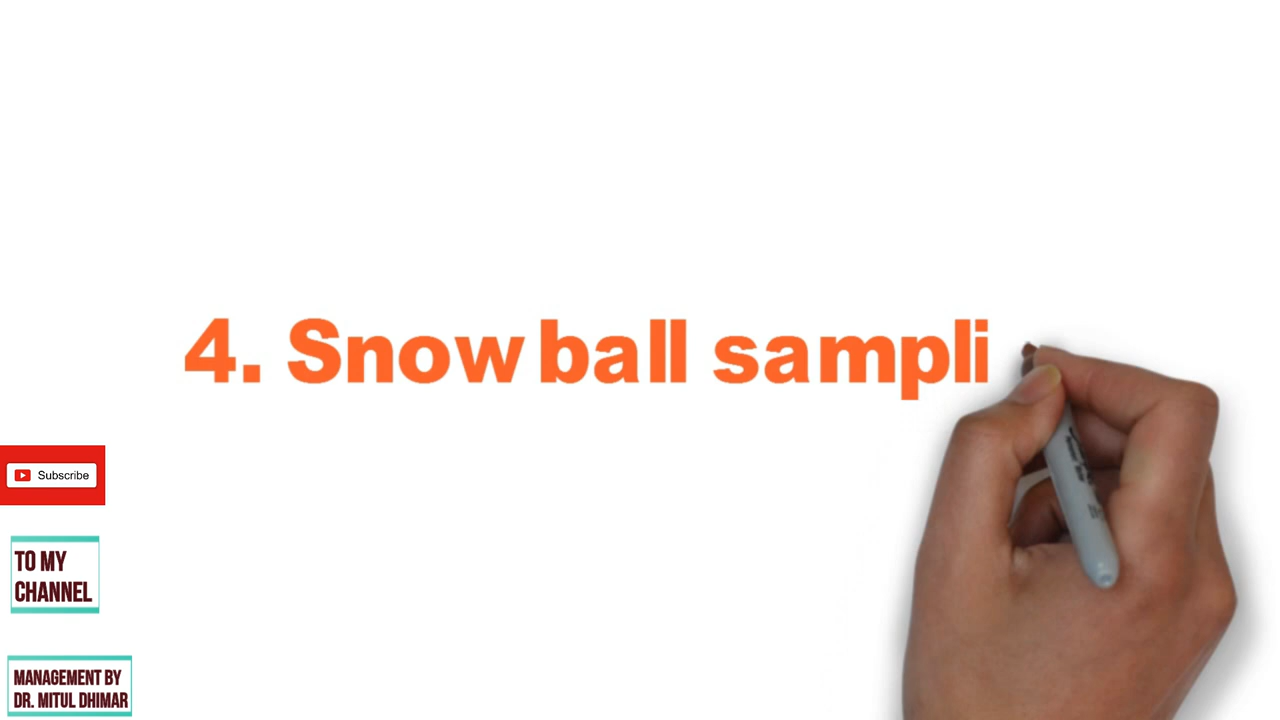 4. Snow ball sampli
Subscribe
TO MY
CHANNEL
MANAGEMENT BY
DR. MITUL DHIMAR